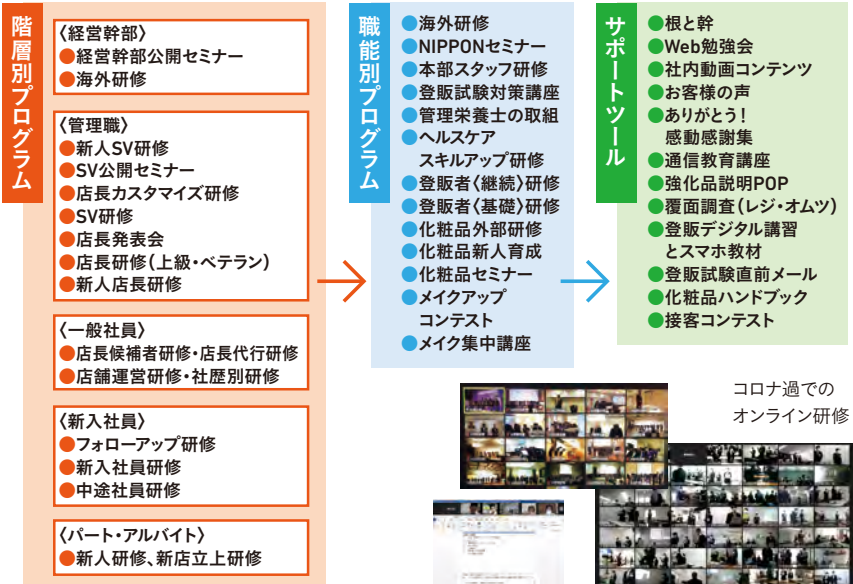 階層別プログラム
〈経営幹部〉
●経営幹部公開セミナー
●海外研修
〈管理職〉
●新人SV研修
●SV公開セミナー
●店長カスタマイズ研修
●SV研修
●店長発表会
●店長研修（上級・ベテラン）
●新人店長研修
〈一般社員〉
●店長候補者研修・店長代行研修
●店舗運営研修・社歴別研修
〈新入社員〉
●フォローアップ研修
●新入社員研修
●中途社員研修
〈パート・アルバイト〉
●新人研修、新店立上研修
職能別プログラム
●海外研修
●NIPPONセミナー
●本部スタッフ研修
●登販試験対策講座
●管理栄養士の取組
●ヘルスケア
スキルアップ研修
●登販者〈継続〉研修
●登販者〈基礎〉研修
●化粧品外部研修
●化粧品新人育成
●化粧品セミナー
●メイクアップ
コンテスト
●メイク集中講座
サポートツール
●根と幹
●Web勉強会
●社内動画コンテンツ
●お客様の声
●ありがとう！
感動感謝集
●通信教育講座
●強化品説明POP
●覆面調査（レジ・オムツ）
●登販デジタル講習
とスマホ教材
●登販試験直前メール
●化粧品ハンドブック
●接客コンテスト
コロナ過での
オンライン研修